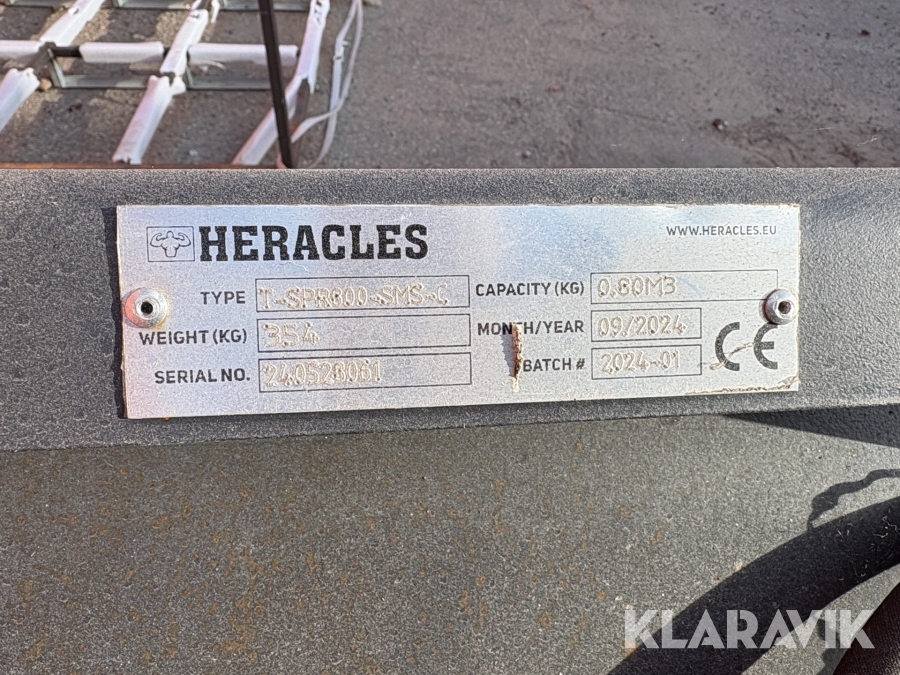 HERACLES
WWW.HERACLES.EU
TYPE T-SPR800-SMS-C
CAPACITY (KG) 0.80M3
WEIGHT (KG) 354
MONTH/YEAR 09/2024
SERIAL NO. 240528061
BATCH # 2024-01
CE
KLARAVIK